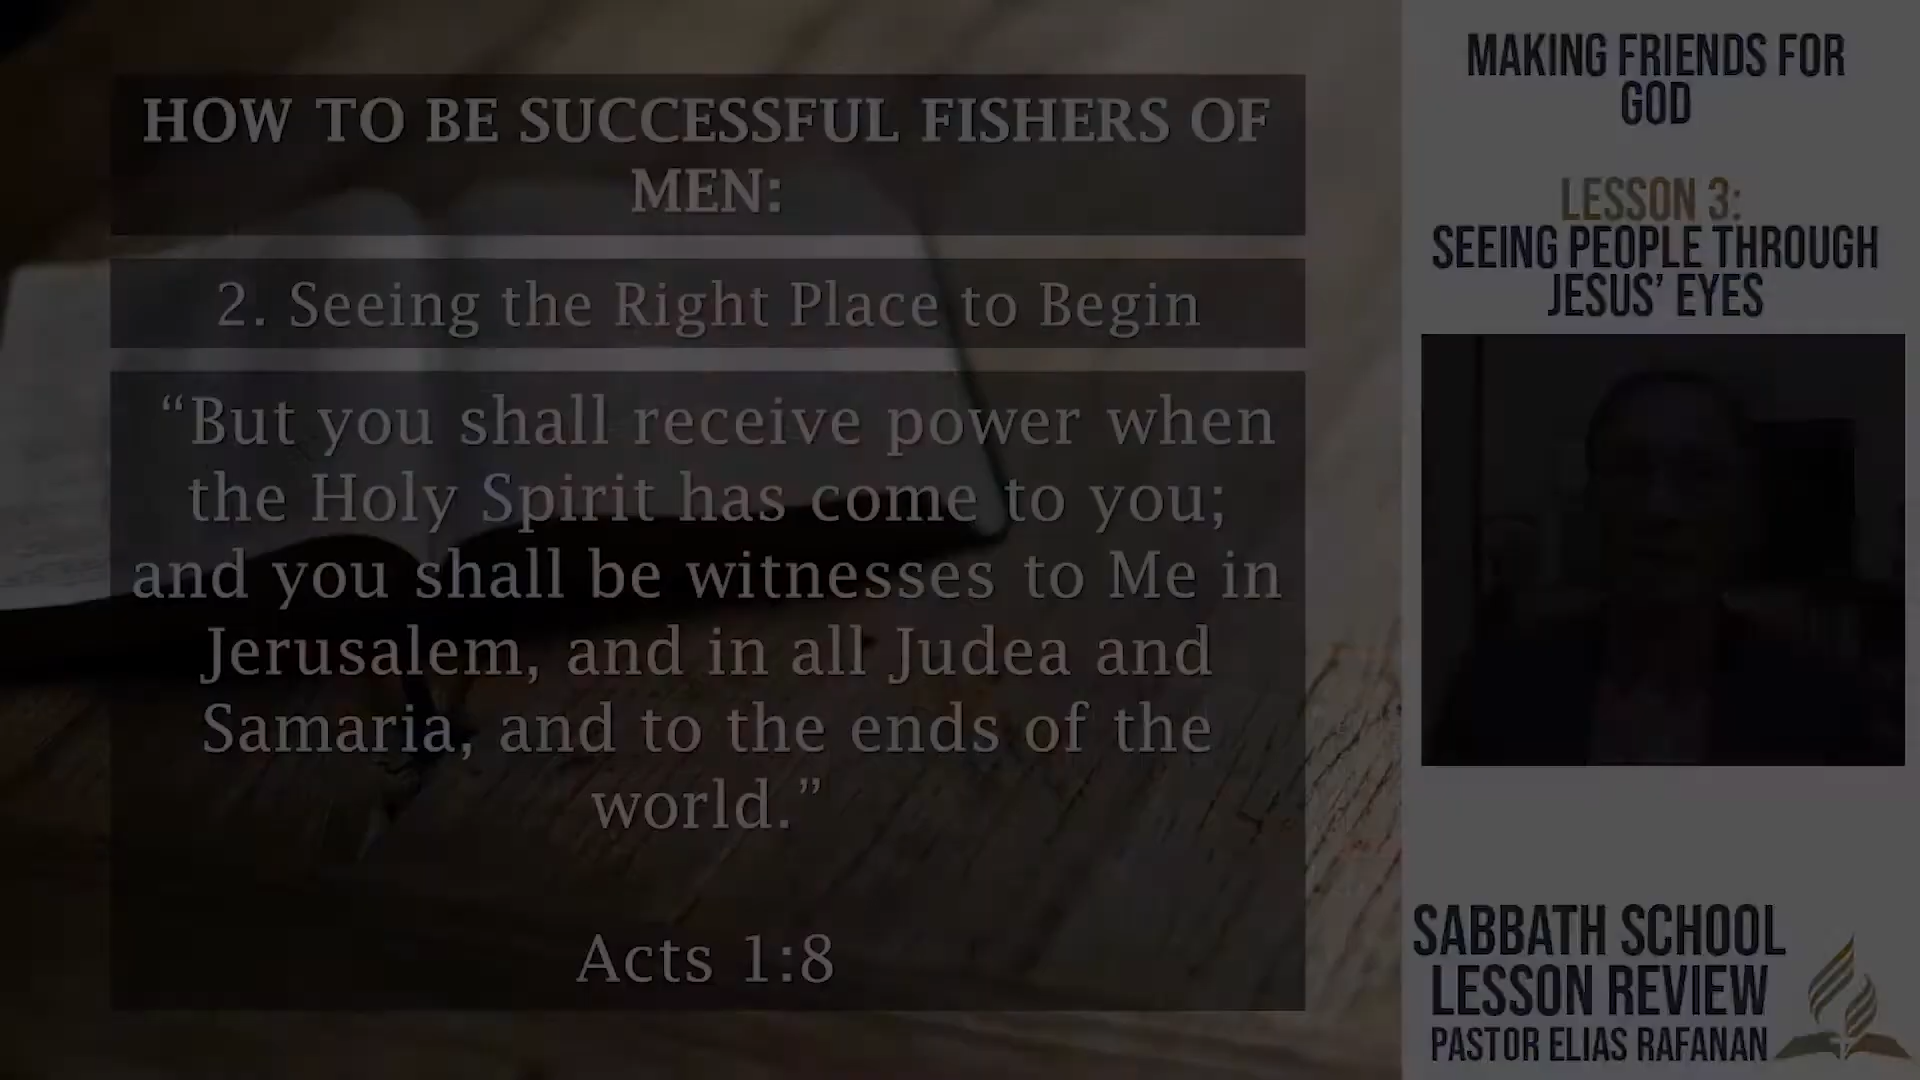 HOW TO BE SUCCESSFUL FISHERS OF
MEN:
2. Seeing the Right Place to Begin
“But you shall receive power when
the Holy Spirit has come to you;
and you shall be witnesses to Me in
Jerusalem, and in all Judea and
Samaria, and to the ends of the
world.”
Acts 1:8
MAKING FRIENDS FOR
GOD
LESSON 3:
SEEING PEOPLE THROUGH
JESUS’ EYES
SABBATH SCHOOL
LESSON REVIEW
PASTOR ELIAS RAFANAN